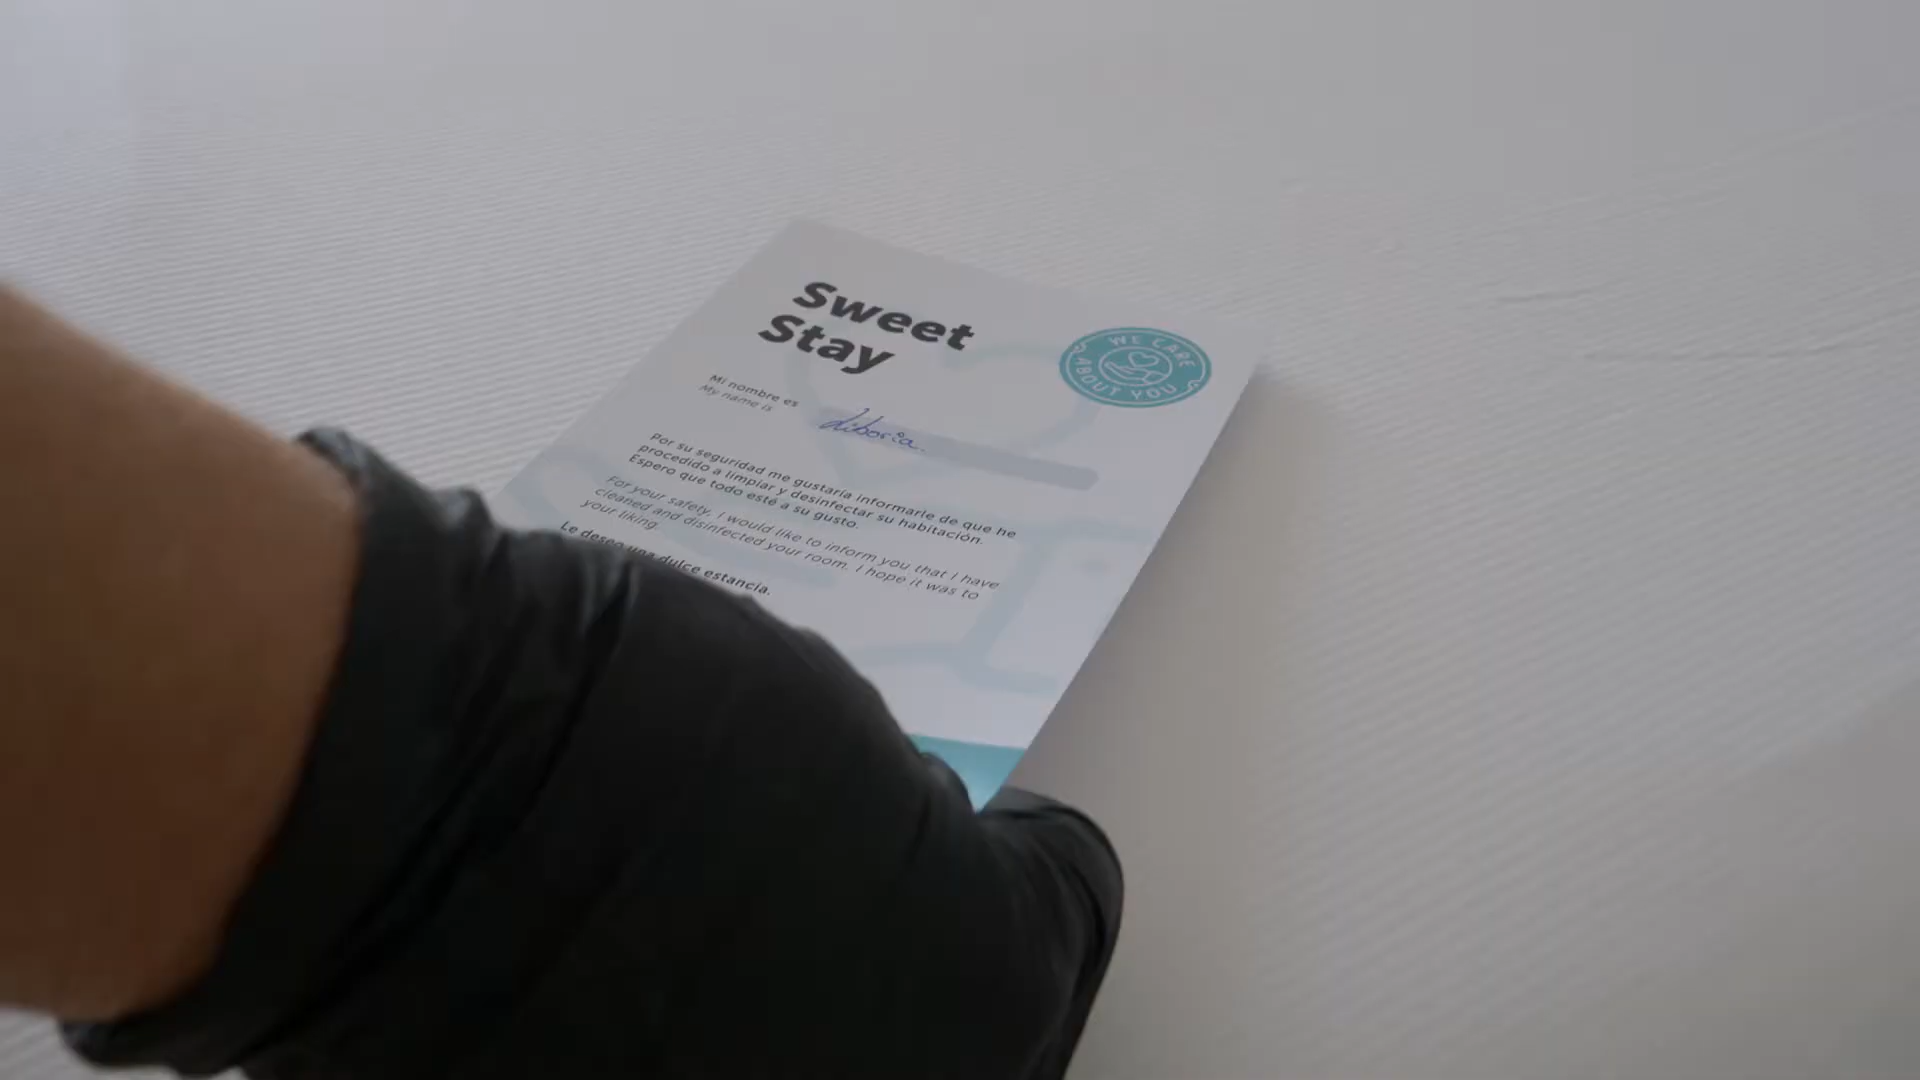 Sweet
Stay
WE CARE
ABOUT YOU
Mi nombre es
My name is
Liboria.
Por su seguridad me gustaría informarle de que he
procedido a limpiar y desinfectar su habitación.
Espero que todo esté a su gusto.
For your safety, I would like to inform you that I have
cleaned and disinfected your room. I hope it was to
your liking.
Le deseo una dulce estancia.